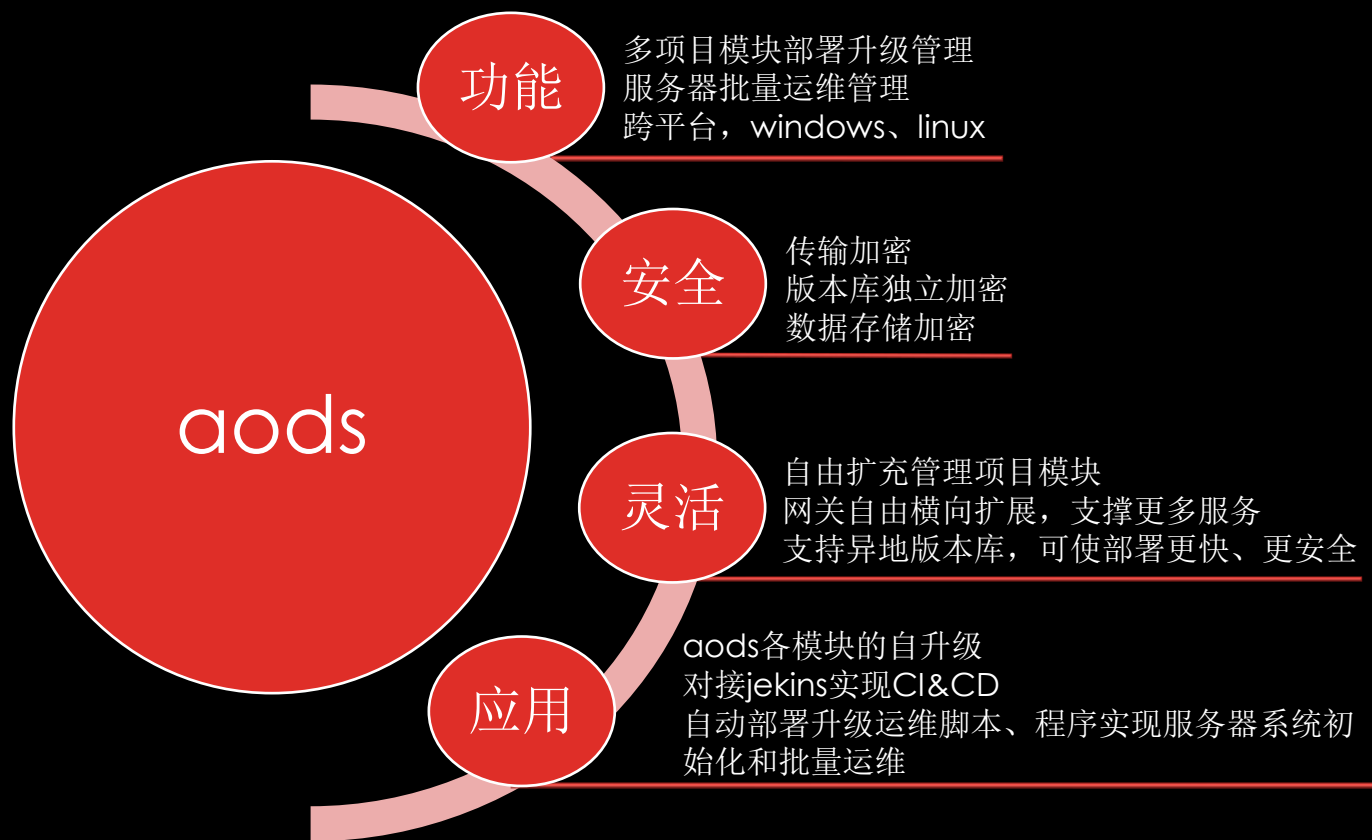 aods
功能
多项目模块部署升级管理
服务器批量运维管理
跨平台，windows、linux
安全
传输加密
版本库独立加密
数据存储加密
灵活
自由扩充管理项目模块
网关自由横向扩展，支撑更多服务
支持异地版本库，可使部署更快、更安全
应用
aods各模块的自升级
对接jekins实现CI&CD
自动部署升级运维脚本、程序实现服务器系统初
始化和批量运维